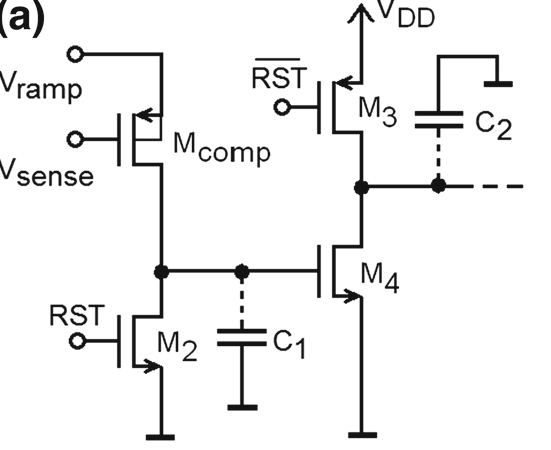 (a)
VDD
Vramp
RST
M3
C2
Mcomp
Vsense
M4
RST
M2
C1